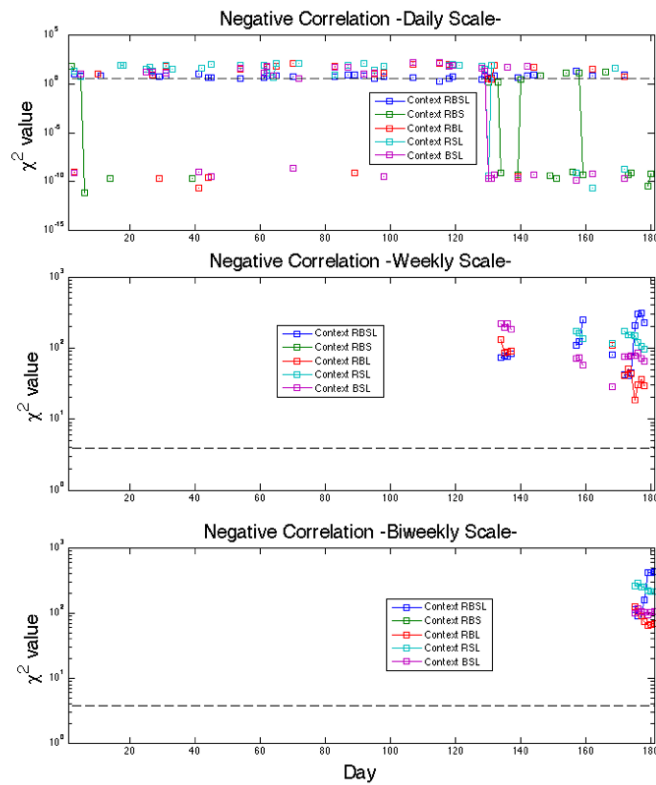 Negative Correlation -Daily Scale-
10^5
10^0
10^-5
10^-10
10^-15
χ^2 value
Context RBSL
Context RBS
Context RBL
Context RSL
Context BSL
20 40 60 80 100 120 140 160 180
Negative Correlation -Weekly Scale-
10^3
10^2
10^1
10^0
χ^2 value
Context RBSL
Context RBS
Context RBL
Context RSL
Context BSL
20 40 60 80 100 120 140 160 180
Negative Correlation -Biweekly Scale-
10^3
10^2
10^1
10^0
χ^2 value
Context RBSL
Context RBS
Context RBL
Context RSL
Context BSL
20 40 60 80 100 120 140 160 180
Day